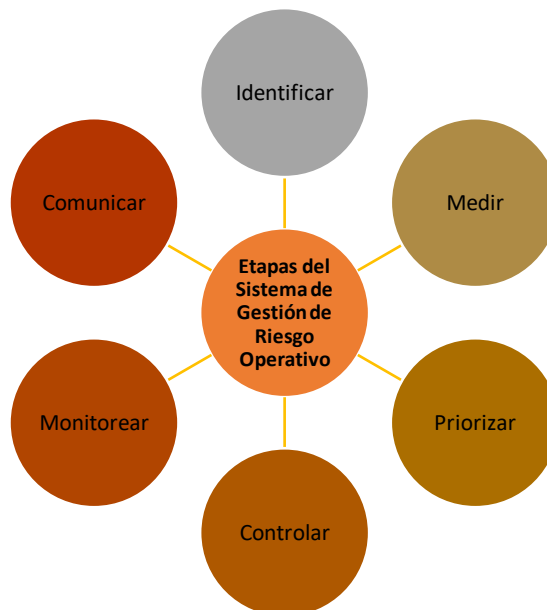 Identificar
Medir
Priorizar
Controlar
Monitorear
Comunicar
Etapas del
Sistema de
Gestión de
Riesgo
Operativo